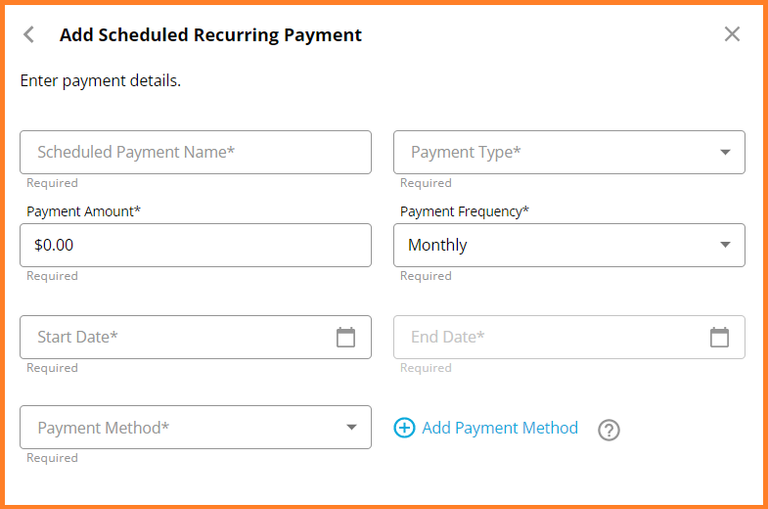 Add Scheduled Recurring Payment
Enter payment details.
Scheduled Payment Name*
Payment Type*
Required
Required
Payment Amount*
Payment Frequency*
$0.00
Monthly
Required
Required
Start Date*
End Date*
Required
Required
Payment Method*
Add Payment Method
Required